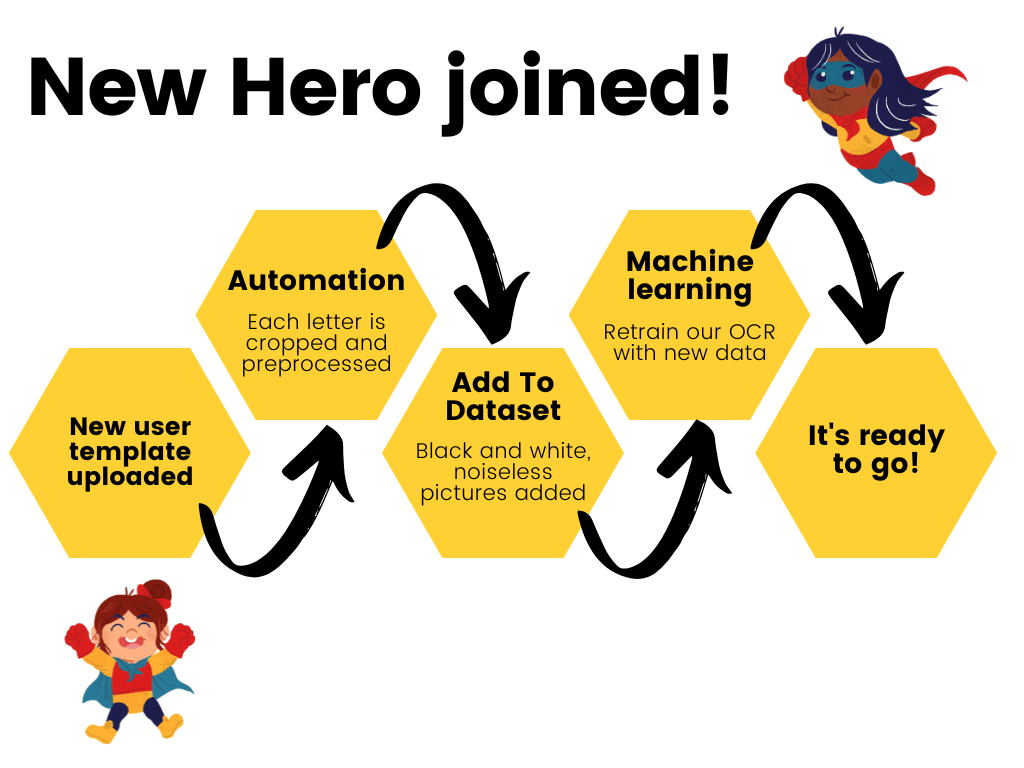 New Hero joined!
New user
template
uploaded
Automation
Each letter is
cropped and
preprocessed
Add To
Dataset
Black and white,
noiseless
pictures added
Machine
learning
Retrain our OCR
with new data
It's ready
to go!